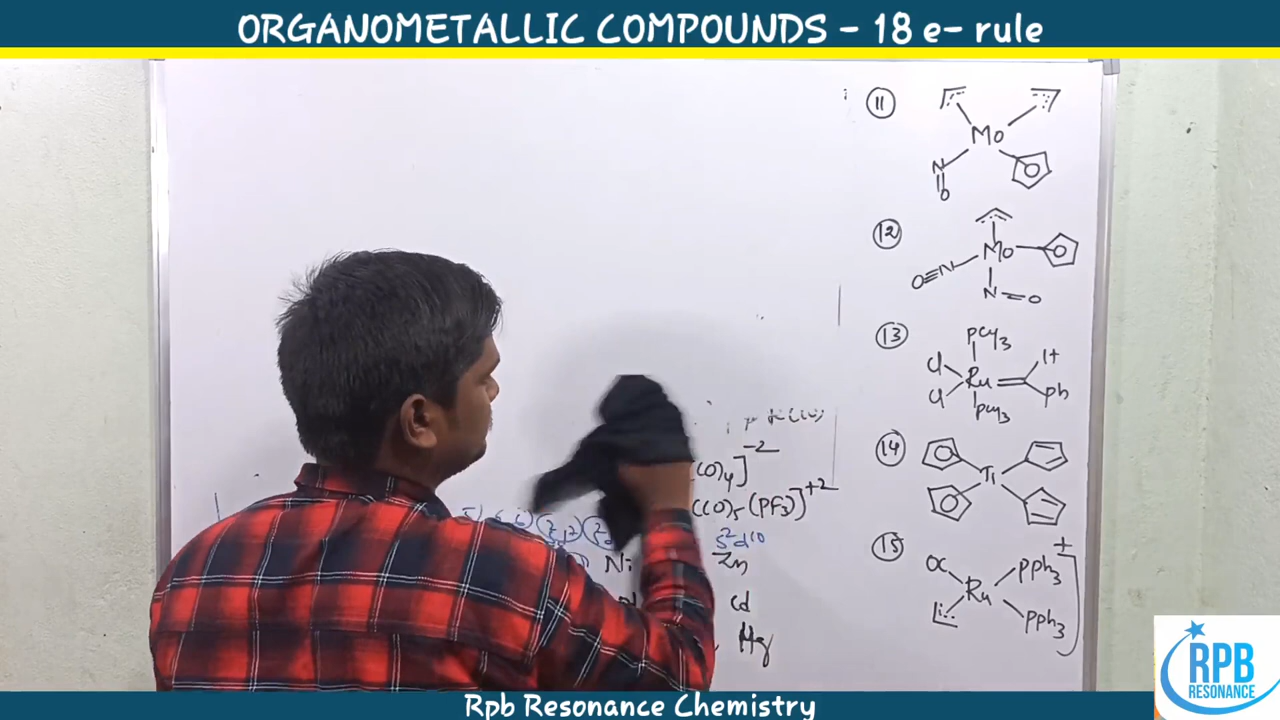 ORGANOMETALLIC COMPOUNDS – 18 e- rule
11
Mo
N
O
12
Mo
O≡N
N=O
13
PCy3
Cl
Ru
H
Cl
Ph
PCy3
14
Ti
15
OC
Ru
PPh3
PPh3
+
(CO)4]-2
(CO)5(PF3)]+2
s2d10
Ni
Zn
Cd
Hg
RPB
RESONANCE
Rpb Resonance Chemistry